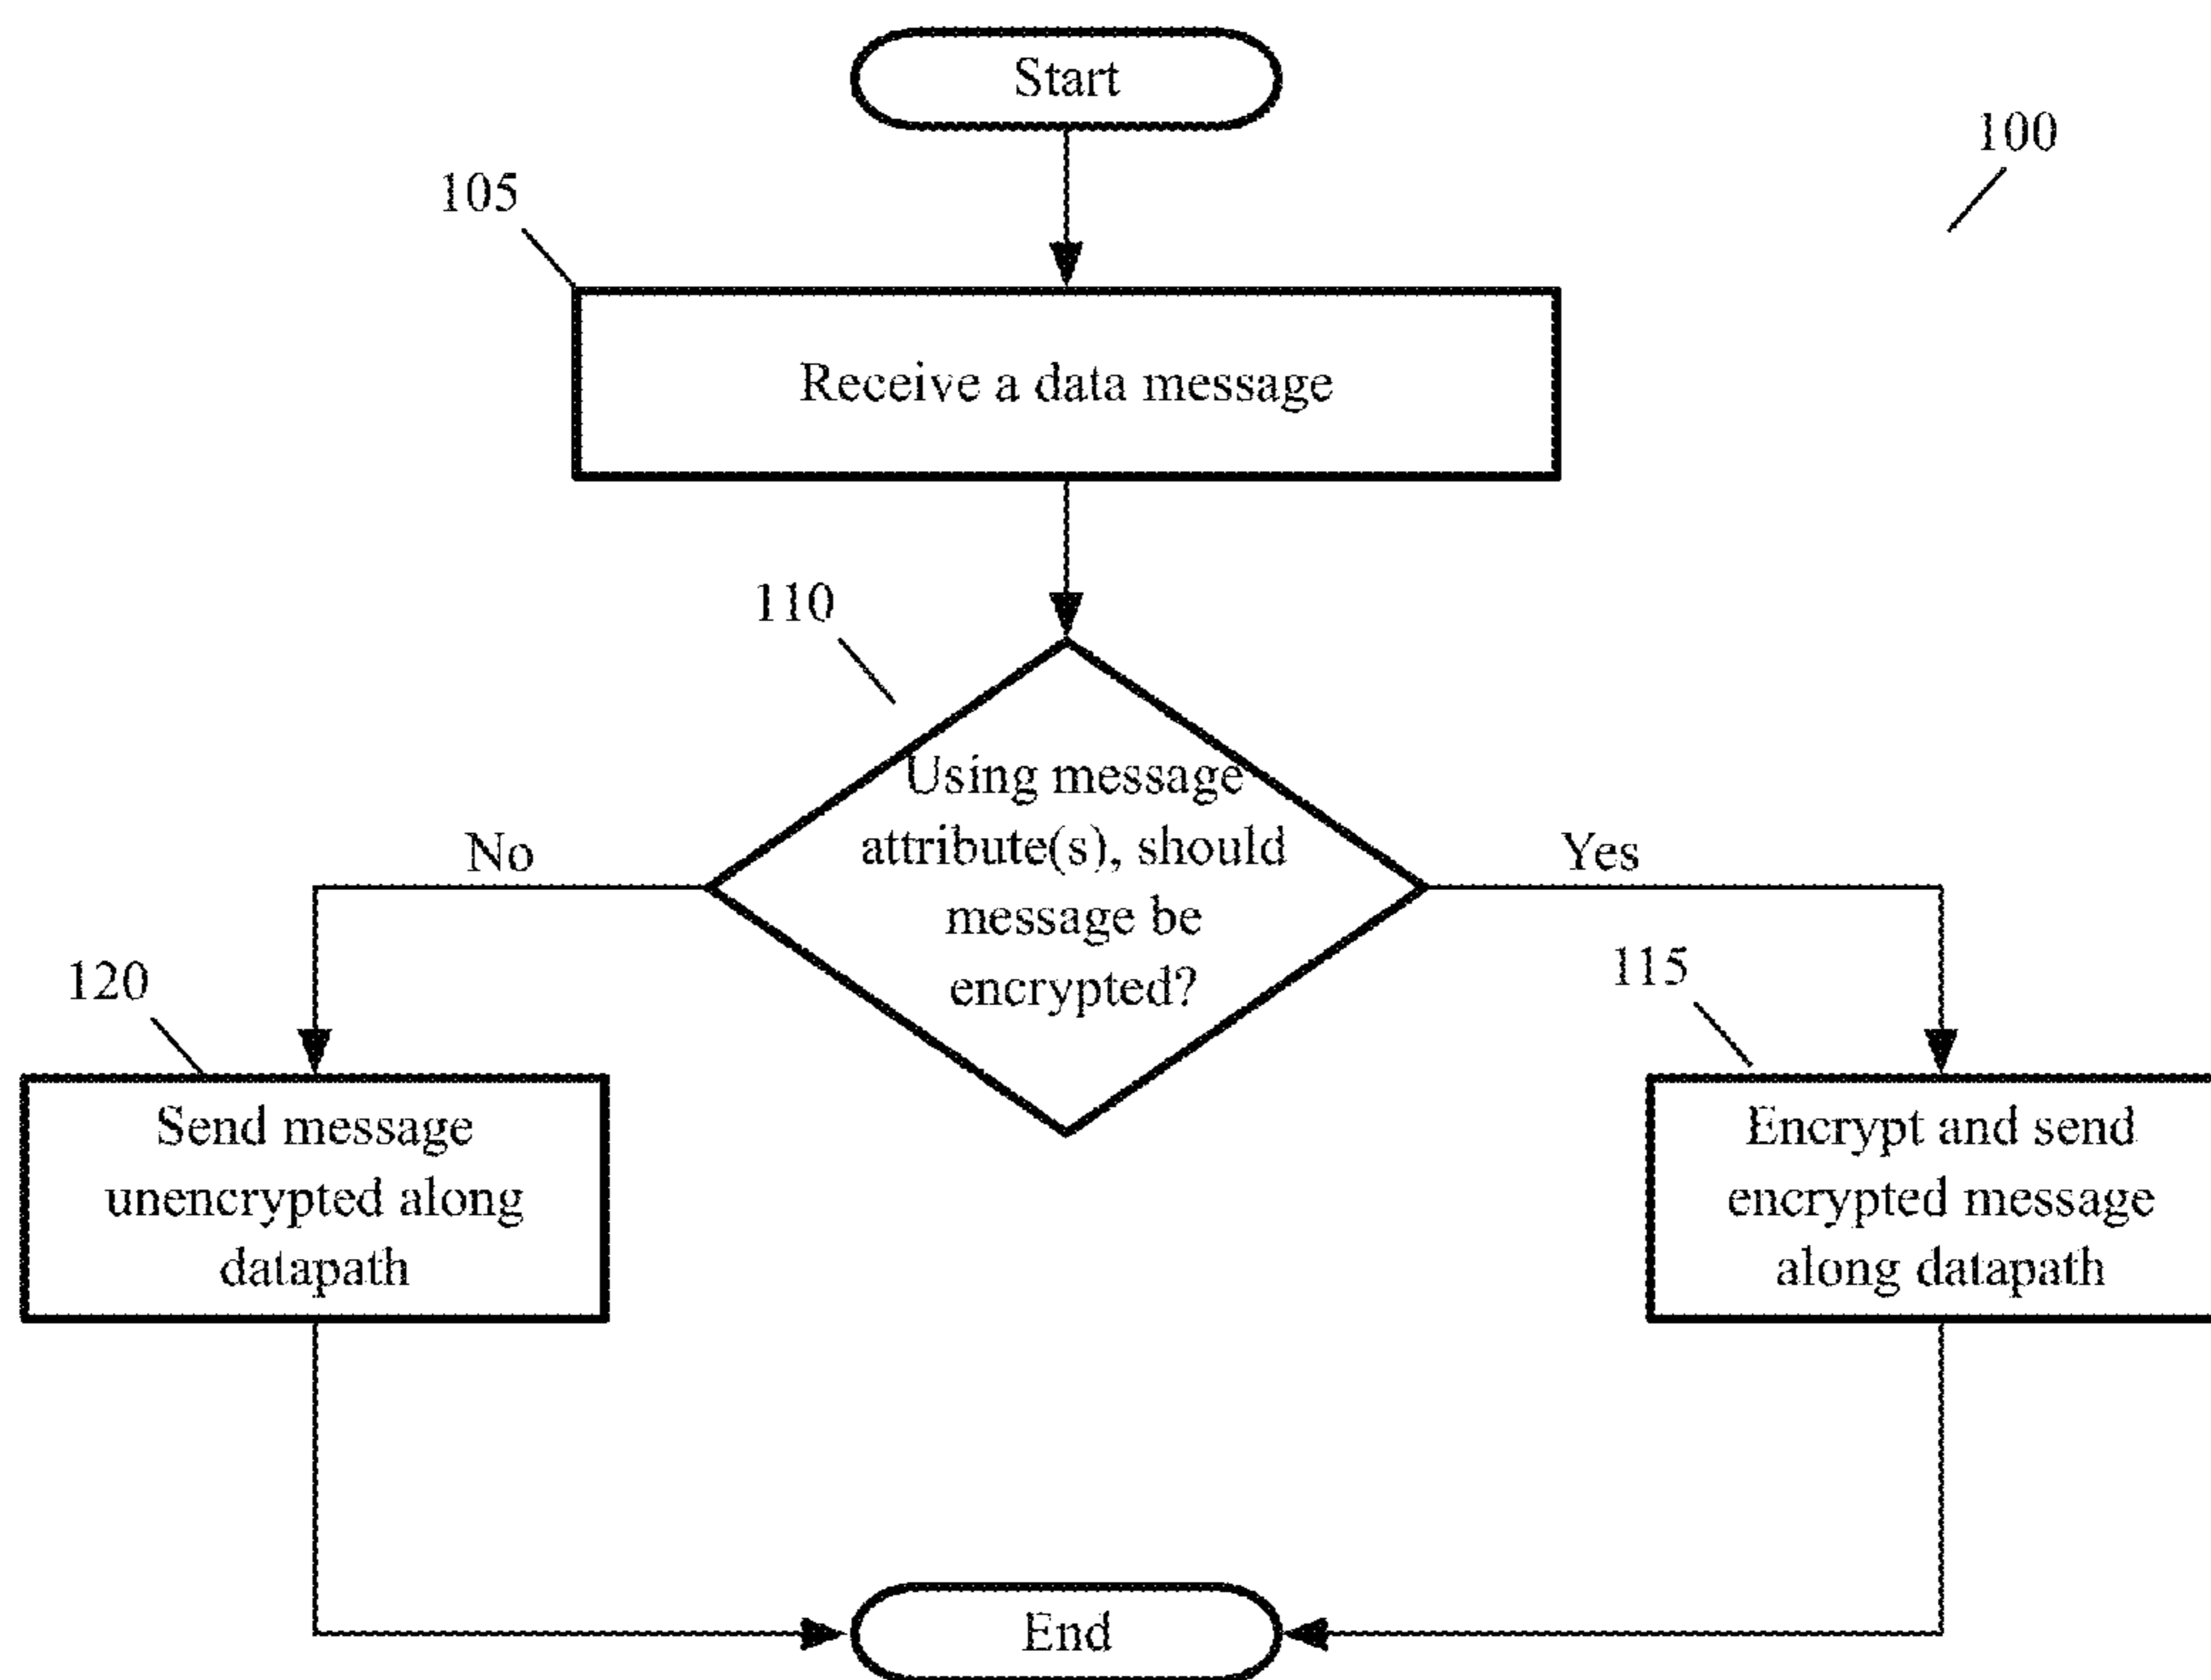 Start
100
105
Receive a data message
110
Using message
attribute(s), should
message be
encrypted?
No
Yes
120
115
Send message
unencrypted along
datapath
Encrypt and send
encrypted message
along datapath
End